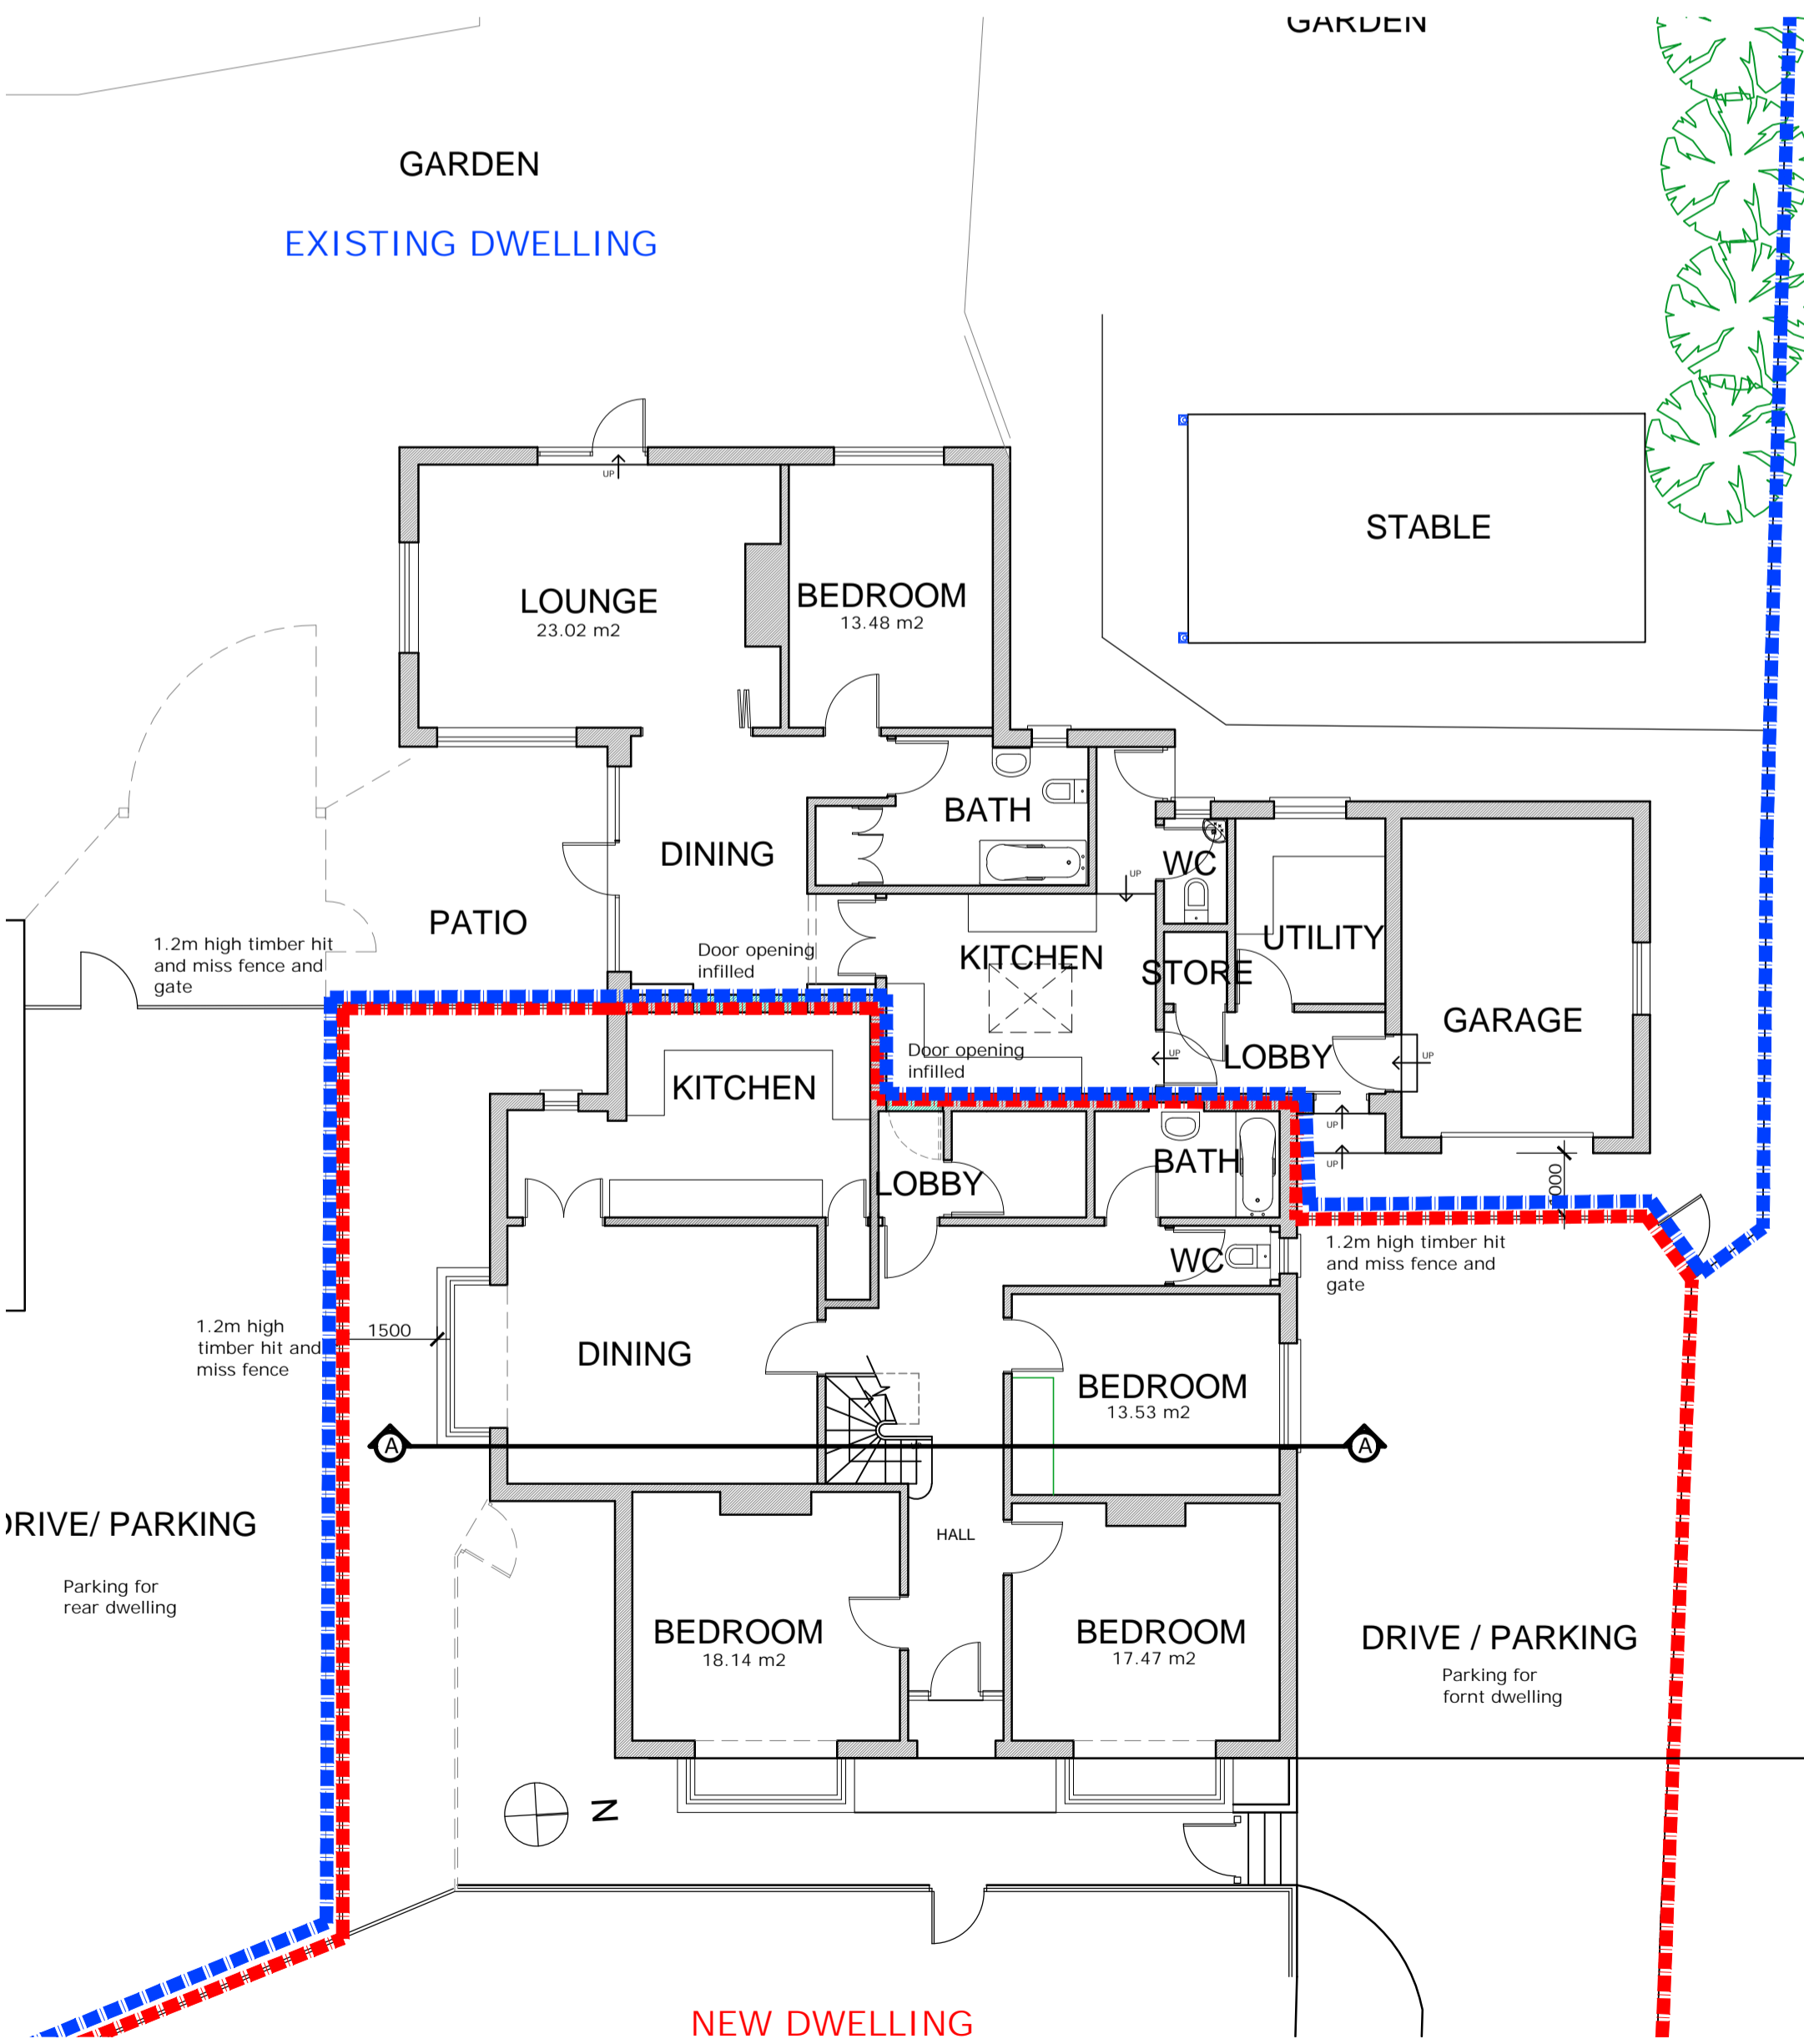 GARDEN
GARDEN
EXISTING DWELLING
UP
STABLE
LOUNGE
23.02 m2
BEDROOM
13.48 m2
BATH
DINING
WC
UP
PATIO
UTILITY
1.2m high timber hit
and miss fence and
gate
Door opening
infilled
KITCHEN
STORE
GARAGE
Door opening
infilled
UP
LOBBY
UP
KITCHEN
UP
UP
BATH
LOBBY
WC
1.2m high timber hit
and miss fence and
gate
1.2m high
timber hit and
miss fence
1500
DINING
BEDROOM
13.53 m2
A
A
DRIVE/ PARKING
Parking for
rear dwelling
HALL
BEDROOM
18.14 m2
BEDROOM
17.47 m2
DRIVE / PARKING
Parking for
fornt dwelling
N
NEW DWELLING